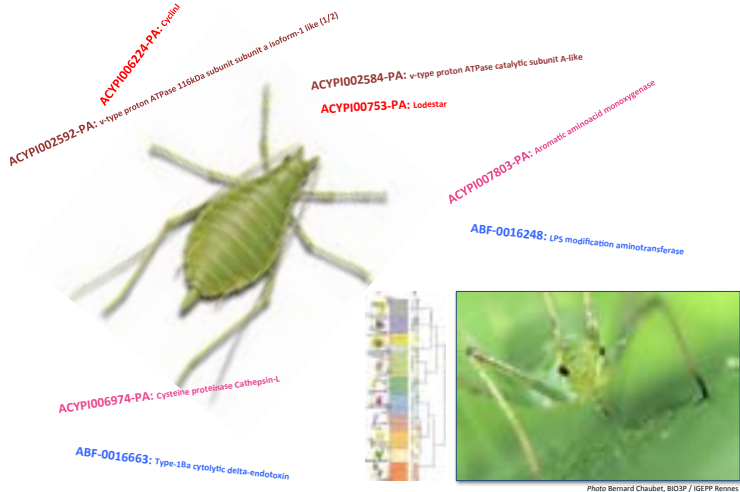 ACYPI006224-PA: CyclinJ
ACYPI002592-PA: v-type proton ATPase 116kDa subunit subunit a isoform-1 like (1/2)
ACYPI002584-PA: v-type proton ATPase catalytic subunit A-like
ACYPI00753-PA: Lodestar
ACYPI007803-PA: Aromatic aminoacid monoxygenase
ABF-0016248: LPS modification aminotransferase
ACYPI006974-PA: Cysteine proteinase Cathepsin-L
ABF-0016663: Type-1Ba cytolytic delta-endotoxin
Photo Bernard Chaubet, BIO3P / IGEPP Rennes